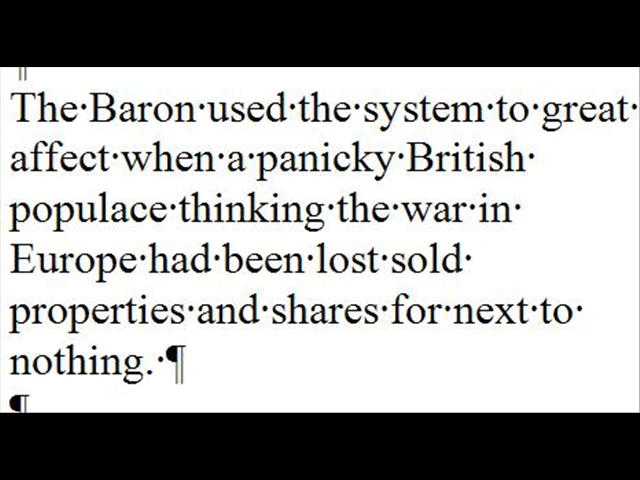 The Baron used the system to great
affect when a panicky British
populace thinking the war in
Europe had been lost sold
properties and shares for next to
nothing. ¶
¶